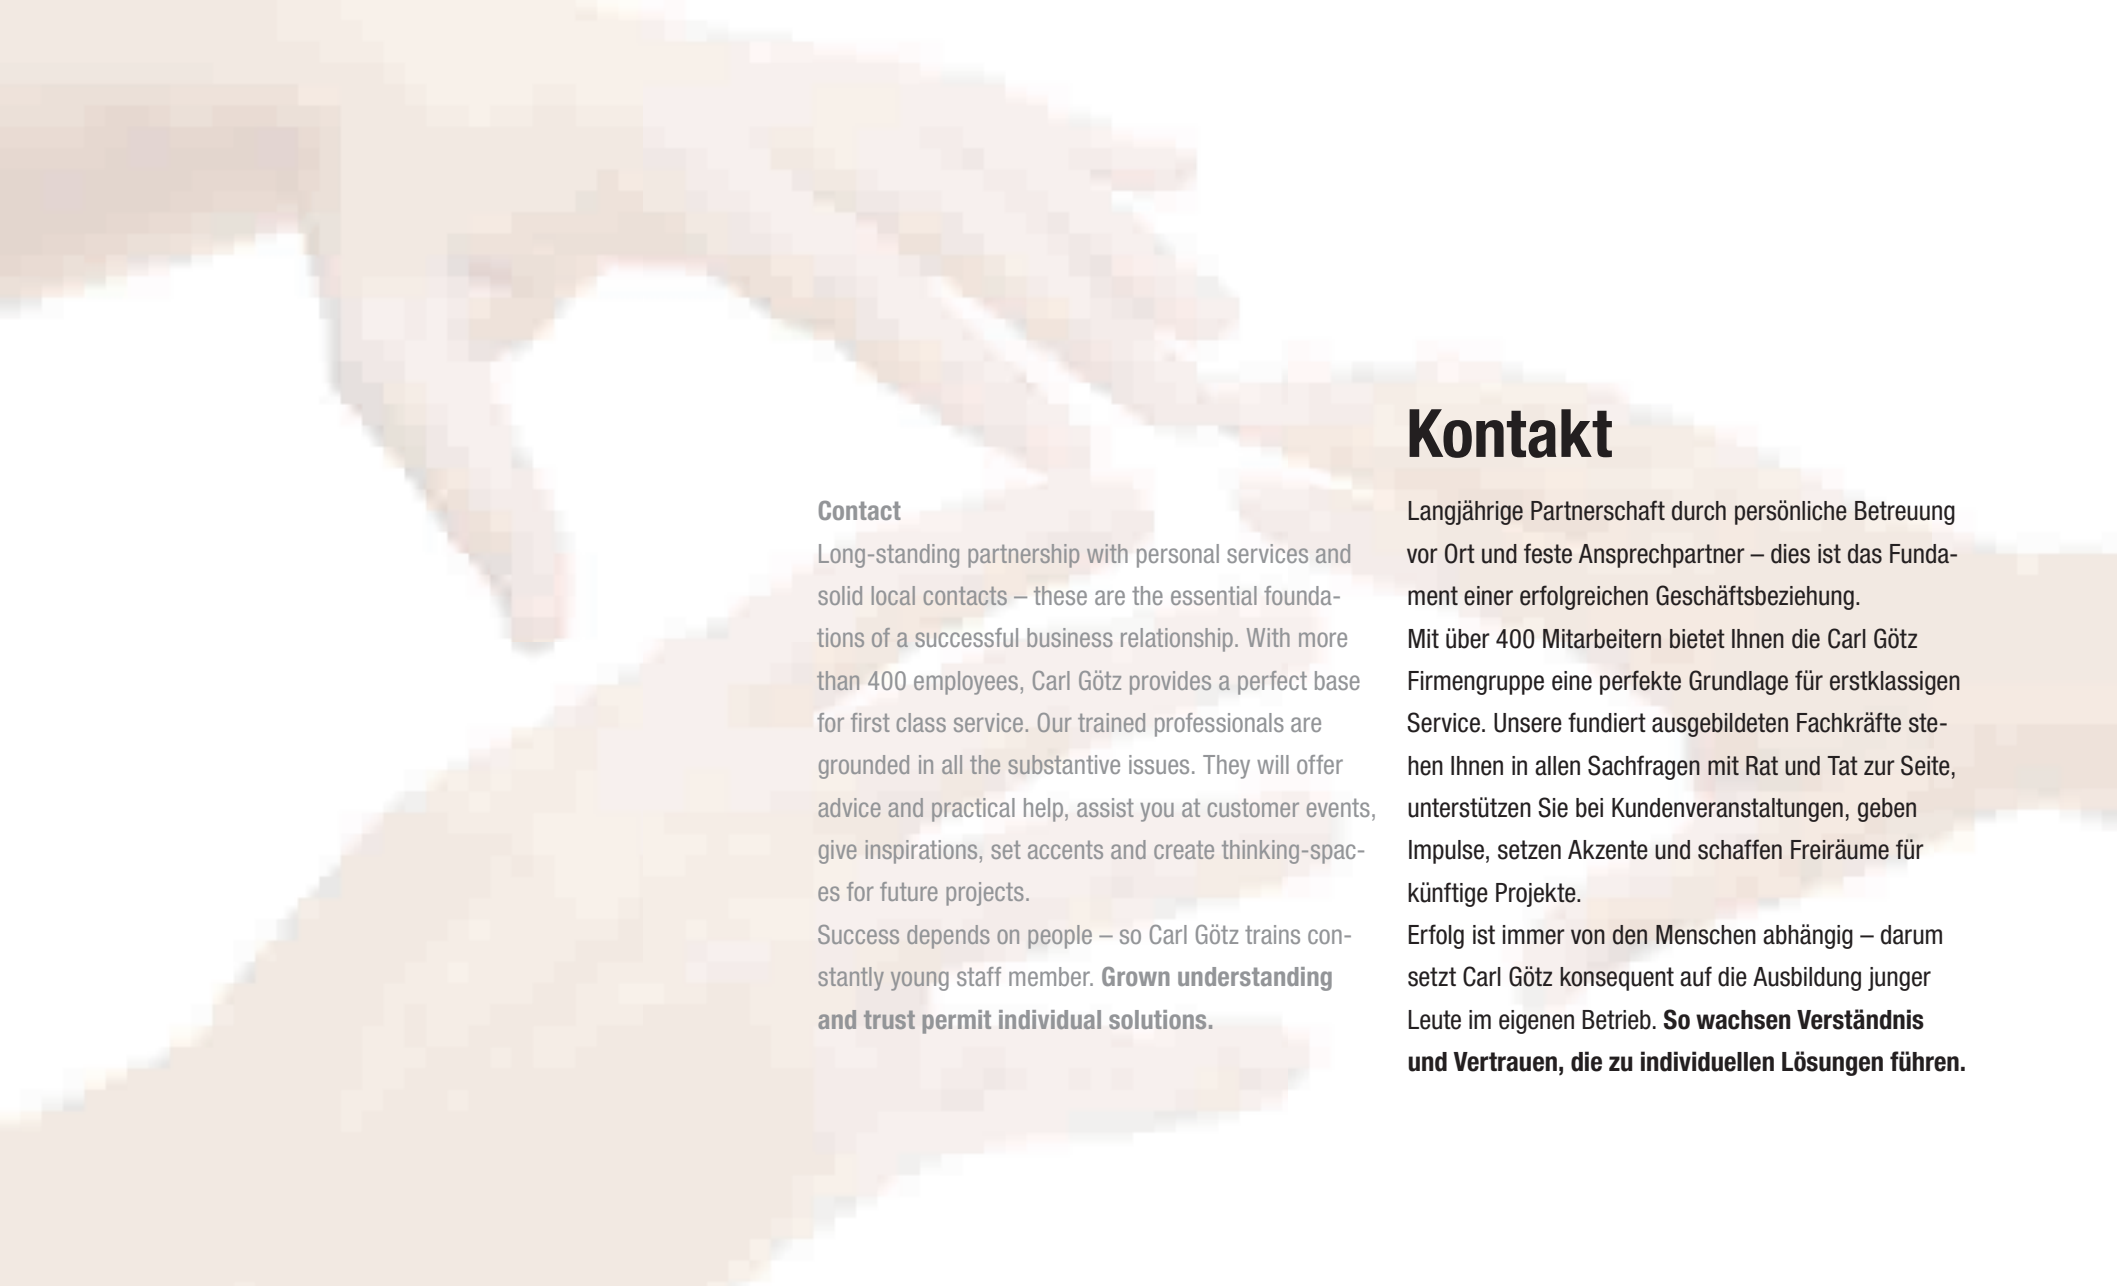 Contact
Long-standing partnership with personal services and
solid local contacts – these are the essential founda-
tions of a successful business relationship. With more
than 400 employees, Carl Götz provides a perfect base
for first class service. Our trained professionals are
grounded in all the substantive issues. They will offer
advice and practical help, assist you at customer events,
give inspirations, set accents and create thinking-spac-
es for future projects.
Success depends on people – so Carl Götz trains con-
stantly young staff member. Grown understanding
and trust permit individual solutions.
Kontakt
Langjährige Partnerschaft durch persönliche Betreuung
vor Ort und feste Ansprechpartner – dies ist das Funda-
ment einer erfolgreichen Geschäftsbeziehung.
Mit über 400 Mitarbeitern bietet Ihnen die Carl Götz
Firmengruppe eine perfekte Grundlage für erstklassigen
Service. Unsere fundiert ausgebildeten Fachkräfte ste-
hen Ihnen in allen Sachfragen mit Rat und Tat zur Seite,
unterstützen Sie bei Kundenveranstaltungen, geben
Impulse, setzen Akzente und schaffen Freiräume für
künftige Projekte.
Erfolg ist immer von den Menschen abhängig – darum
setzt Carl Götz konsequent auf die Ausbildung junger
Leute im eigenen Betrieb. So wachsen Verständnis
und Vertrauen, die zu individuellen Lösungen führen.